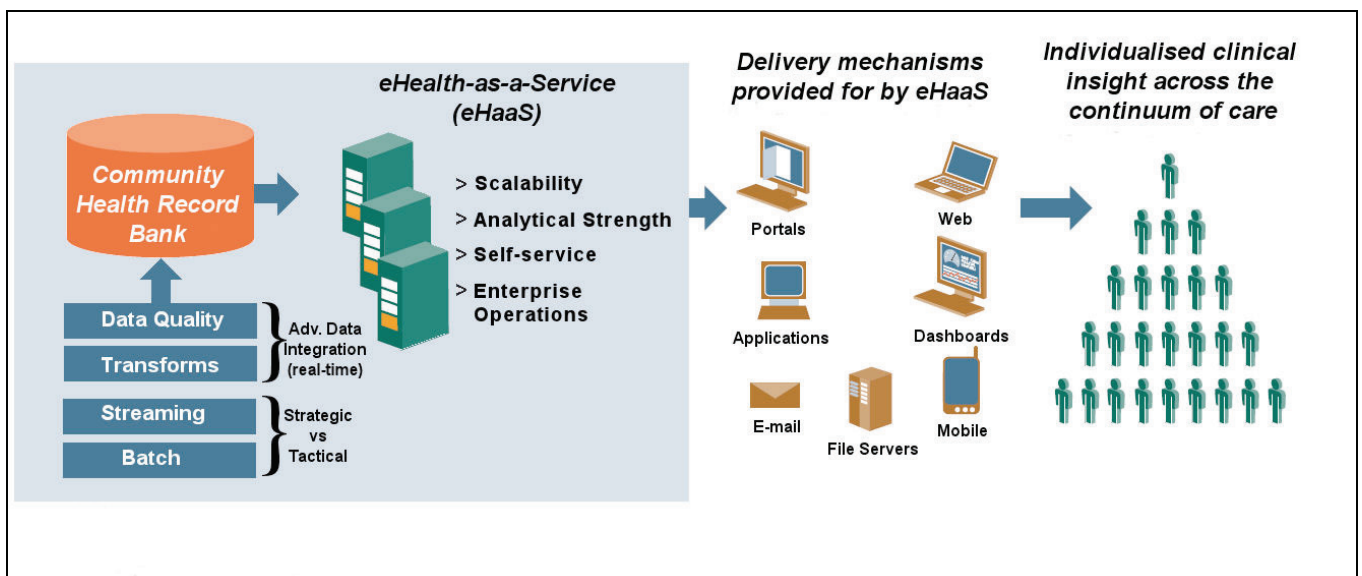 eHealth-as-a-Service
(eHaaS)
Community
Health Record
Bank
> Scalability
> Analytical Strength
> Self-service
> Enterprise
Operations
Data Quality
Transforms
Adv. Data
Integration
(real-time)
Streaming
Batch
Strategic
vs
Tactical
Delivery mechanisms
provided for by eHaaS
Portals
Web
Applications
Dashboards
E-mail
File Servers
Mobile
Individualised clinical
insight across the
continuum of care